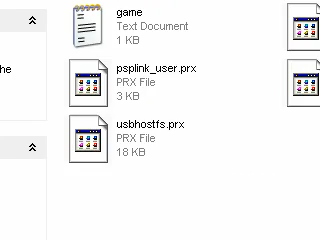 game
Text Document
1 KB
he
psplink_user.prx
PRX File
3 KB
usbhostfs.prx
PRX File
18 KB